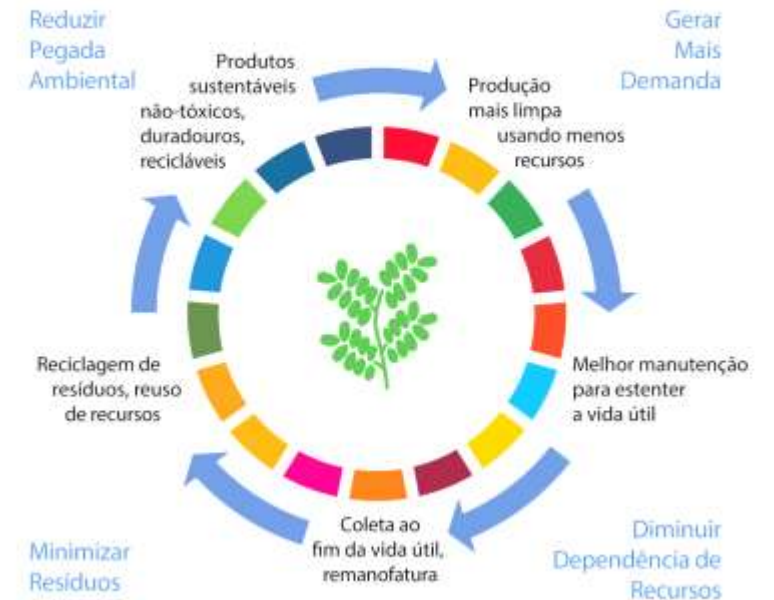 Reduzir
Pegada
Ambiental
Gerar
Mais
Demanda
Produtos
sustentáveis
não-tóxicos,
duradouros,
recicláveis
Produção
mais limpa
usando menos
recursos
Melhor manutenção
para estenter
a vida útil
Coleta ao
fim da vida útil,
remanofatura
Reciclagem de
resíduos, reuso
de recursos
Minimizar
Resíduos
Diminuir
Dependência de
Recursos